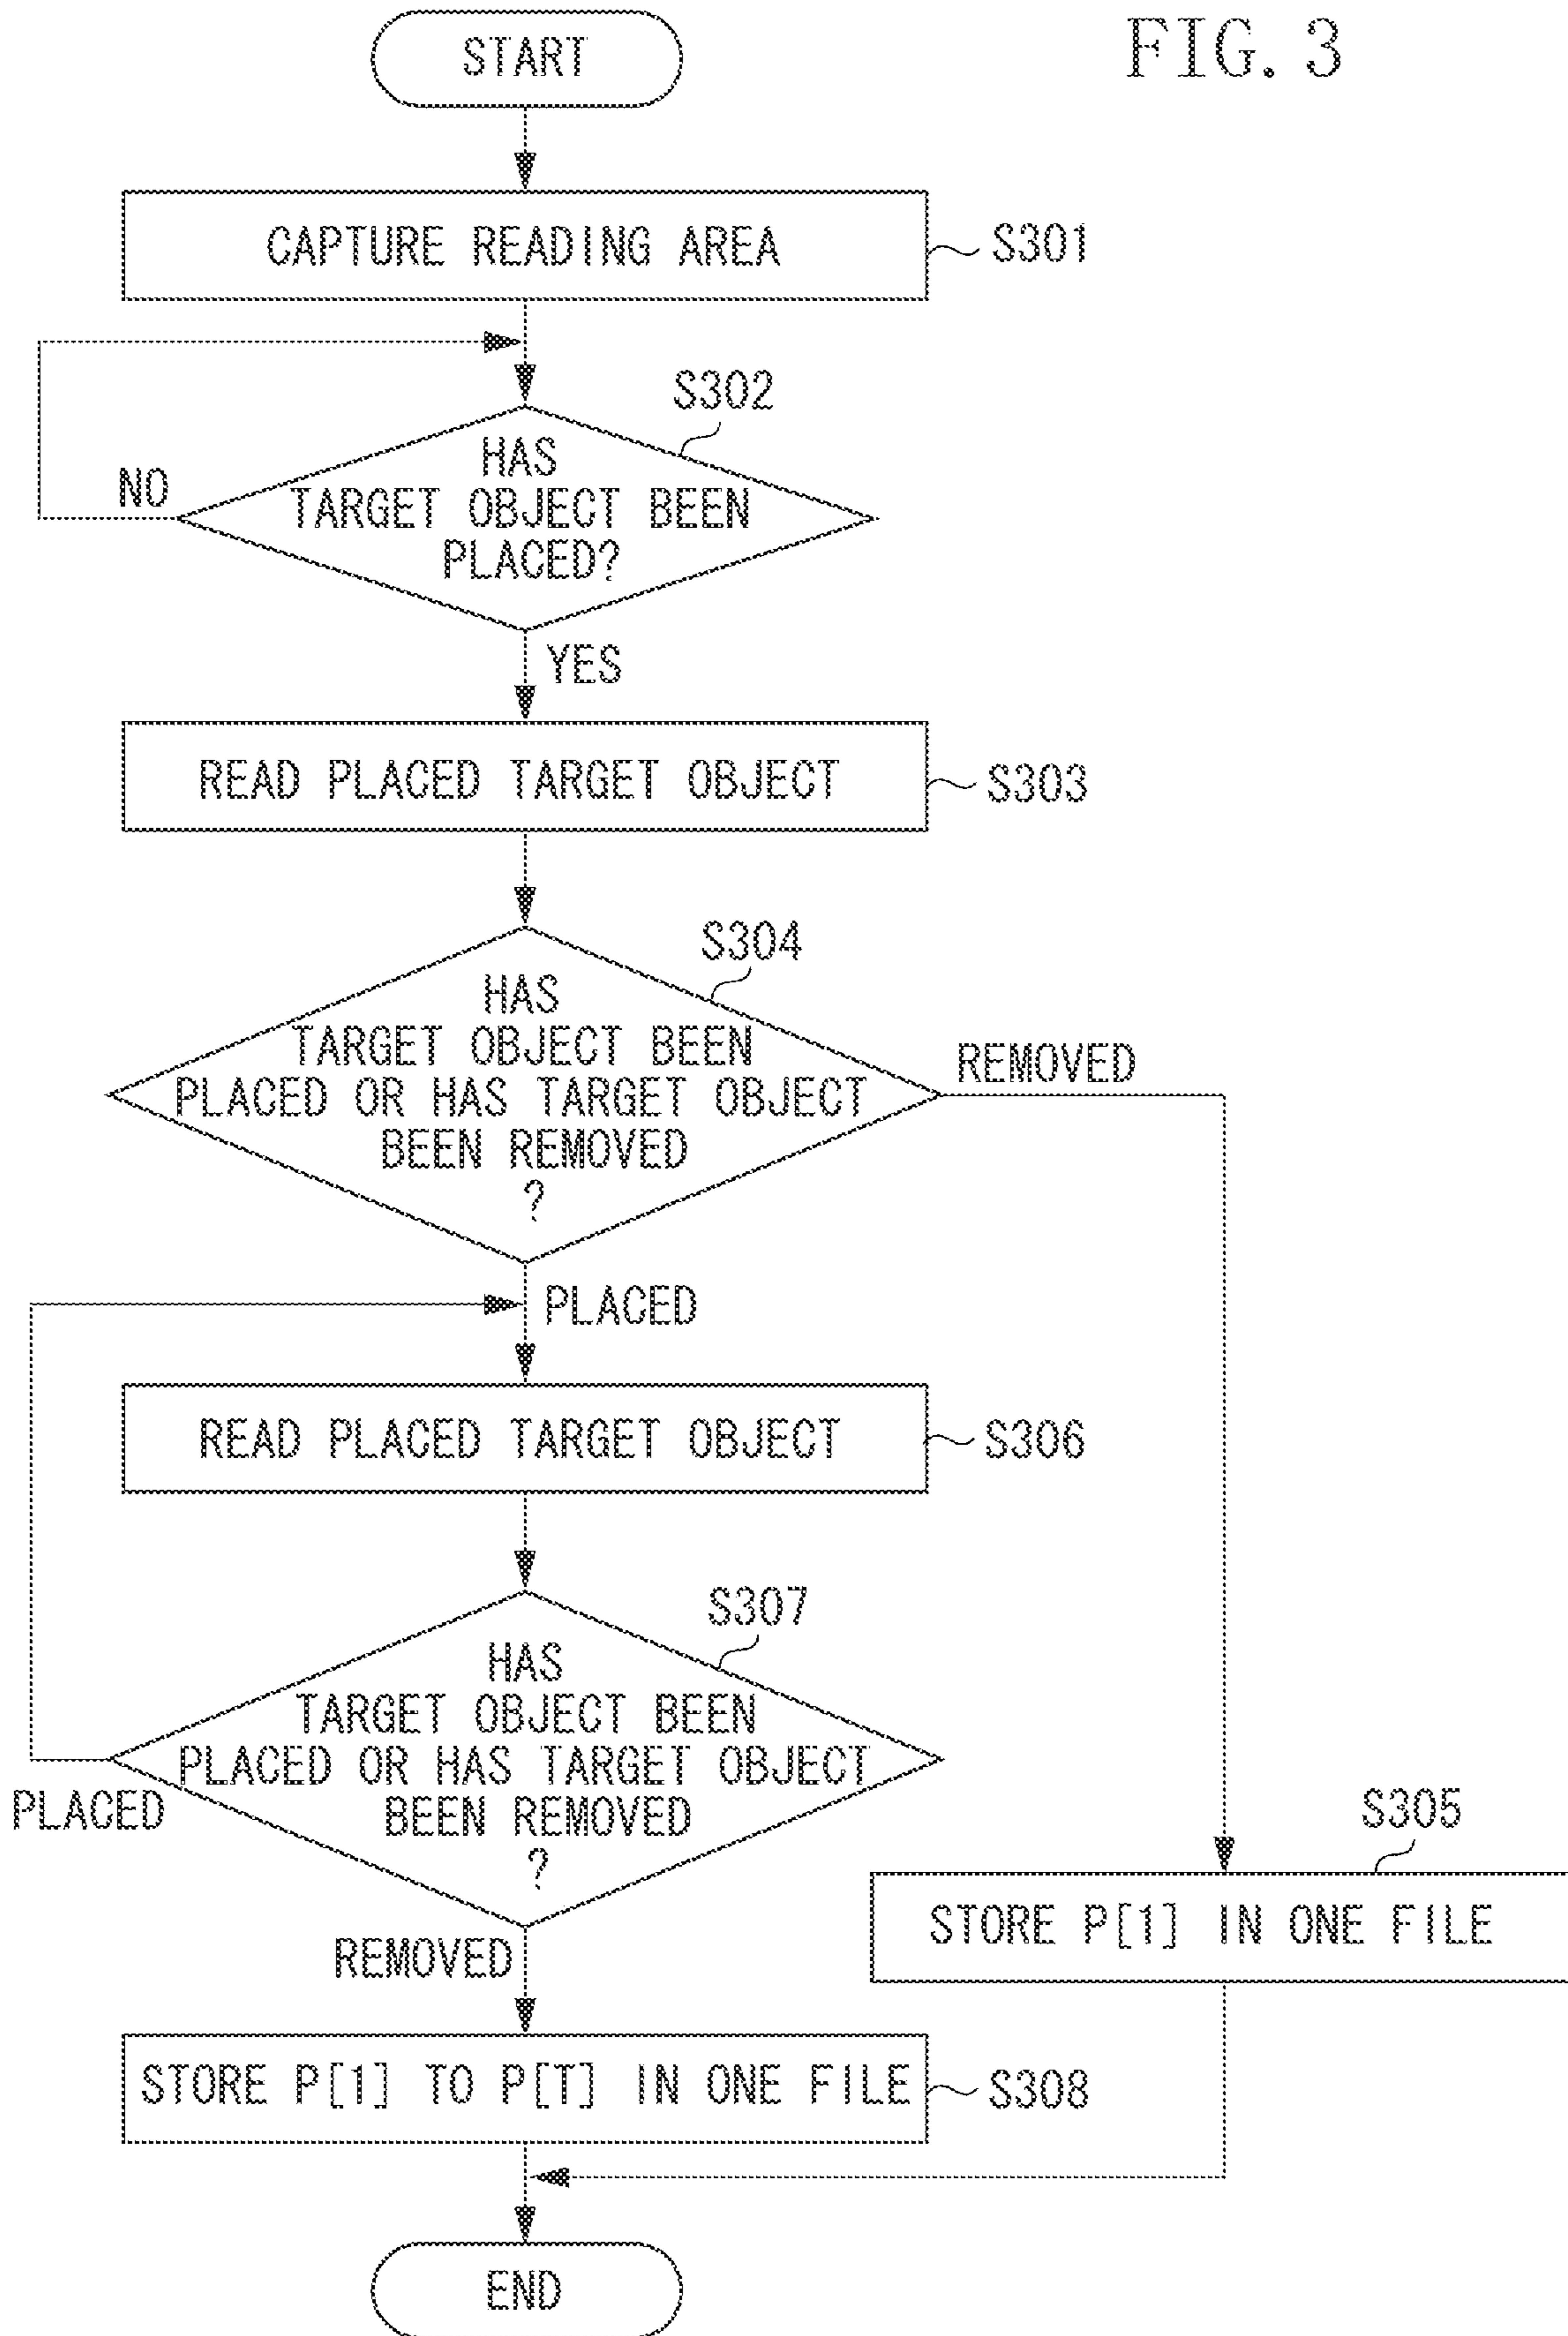 FIG. 3
START
CAPTURE READING AREA
S301
S302
HAS
TARGET OBJECT BEEN
PLACED?
NO
YES
READ PLACED TARGET OBJECT
S303
S304
HAS
TARGET OBJECT BEEN
PLACED OR HAS TARGET OBJECT
BEEN REMOVED
?
REMOVED
PLACED
READ PLACED TARGET OBJECT
S306
S307
HAS
TARGET OBJECT BEEN
PLACED OR HAS TARGET OBJECT
BEEN REMOVED
?
PLACED
REMOVED
S305
STORE P[1] IN ONE FILE
STORE P[1] TO P[T] IN ONE FILE
S308
END